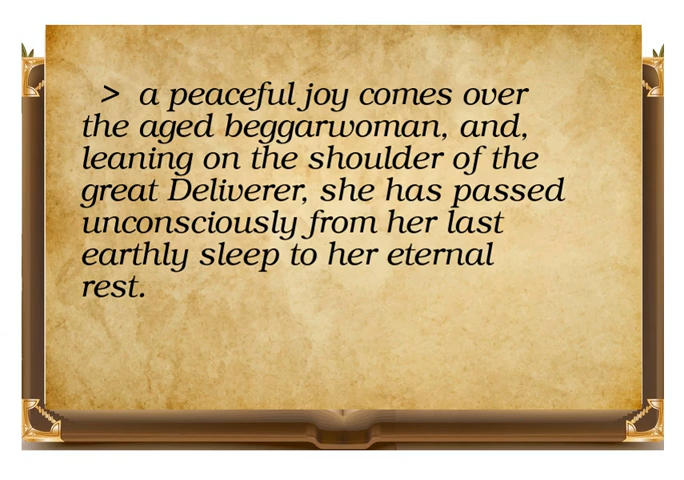 > a peaceful joy comes over
the aged beggarwoman, and,
leaning on the shoulder of the
great Deliverer, she has passed
unconsciously from her last
earthly sleep to her eternal
rest.